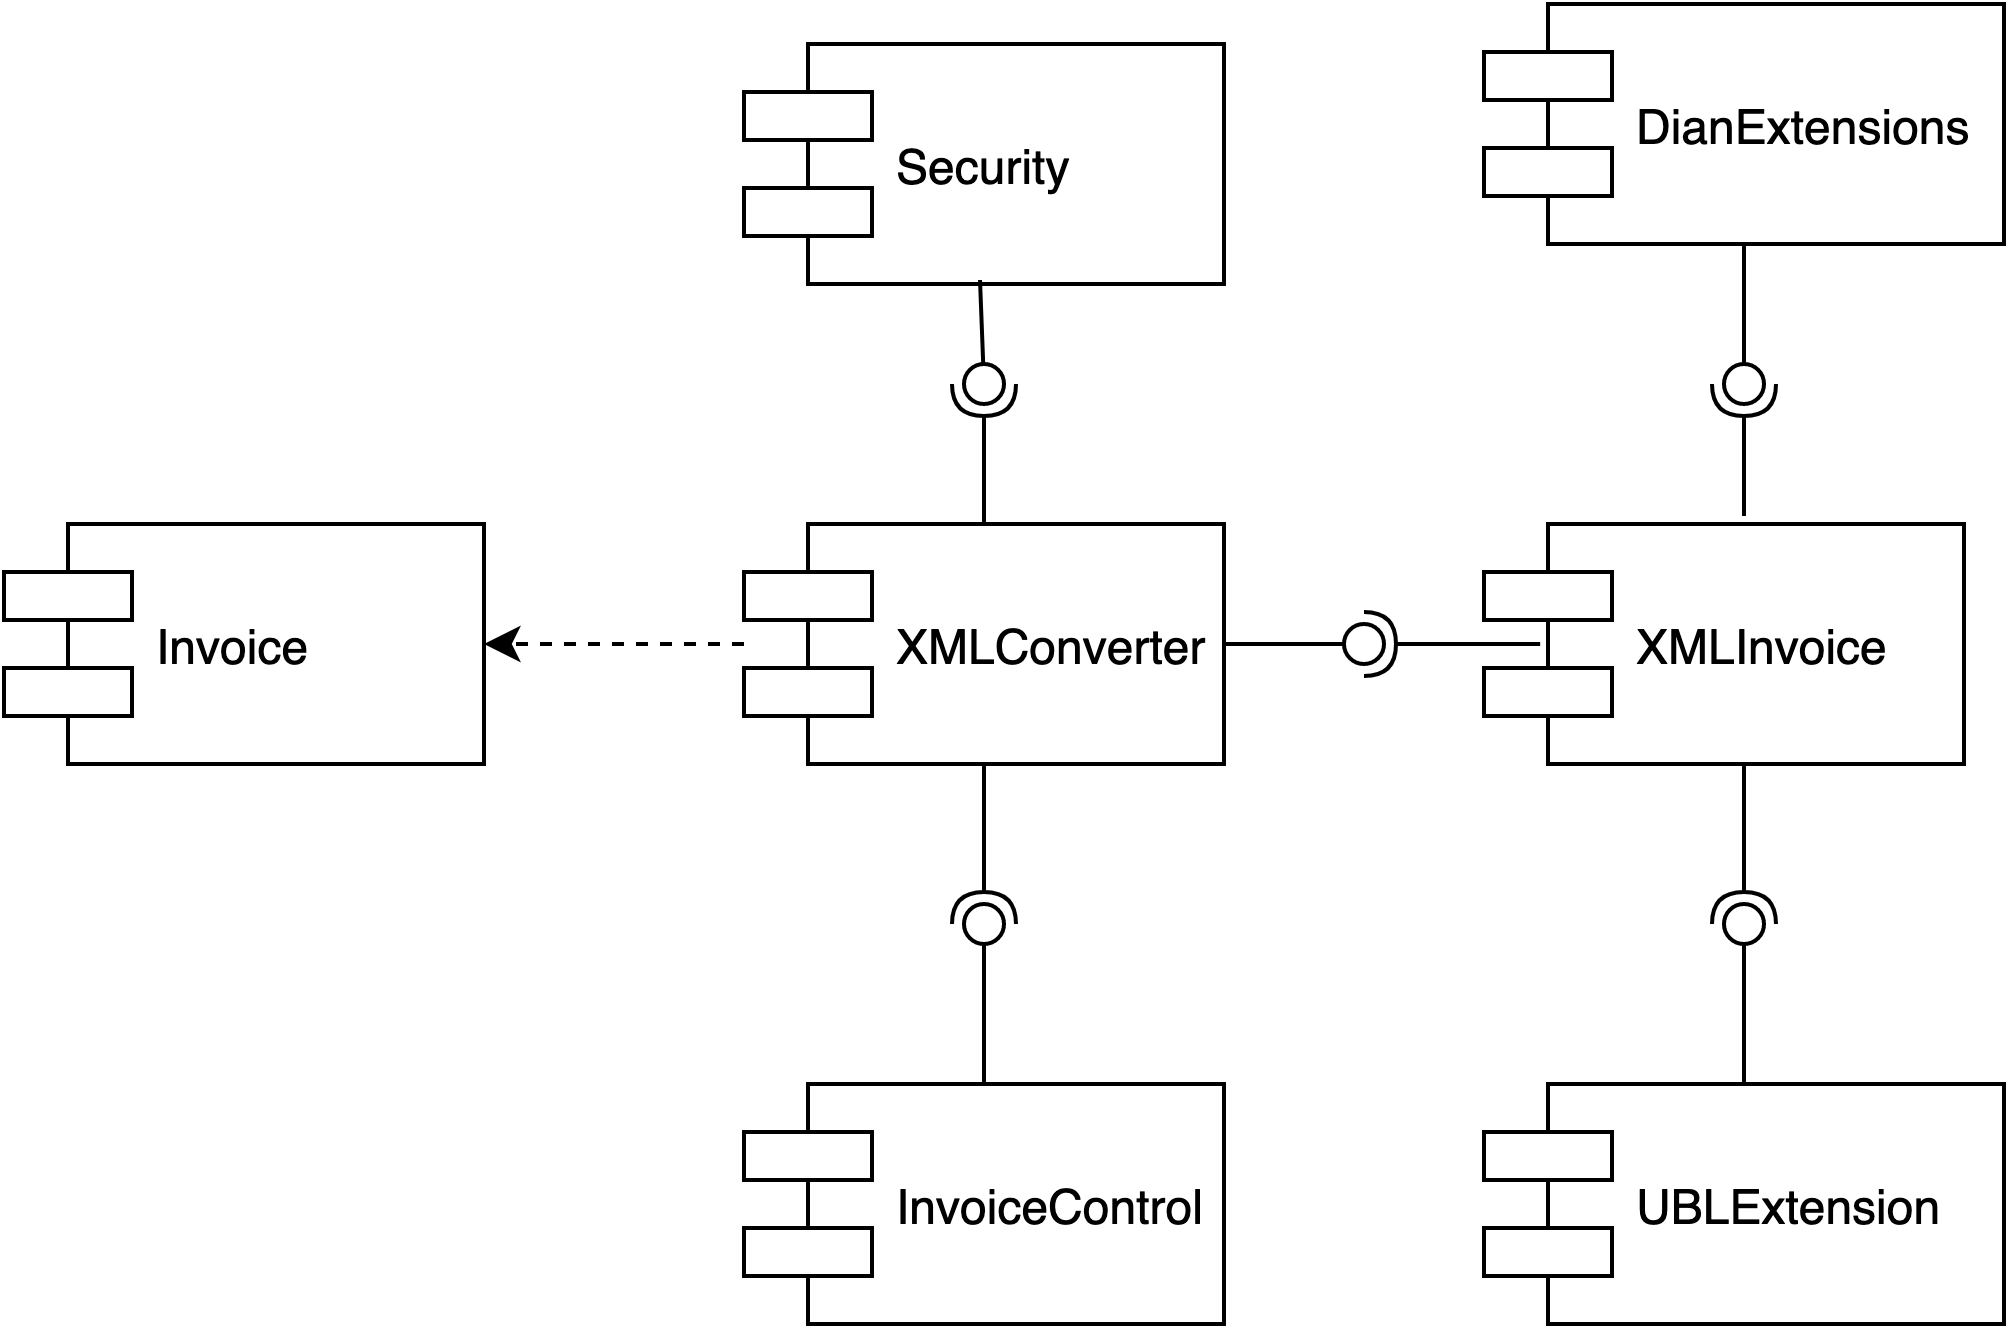 DianExtensions
Security
Invoice
XMLConverter
XMLInvoice
InvoiceControl
UBLExtension